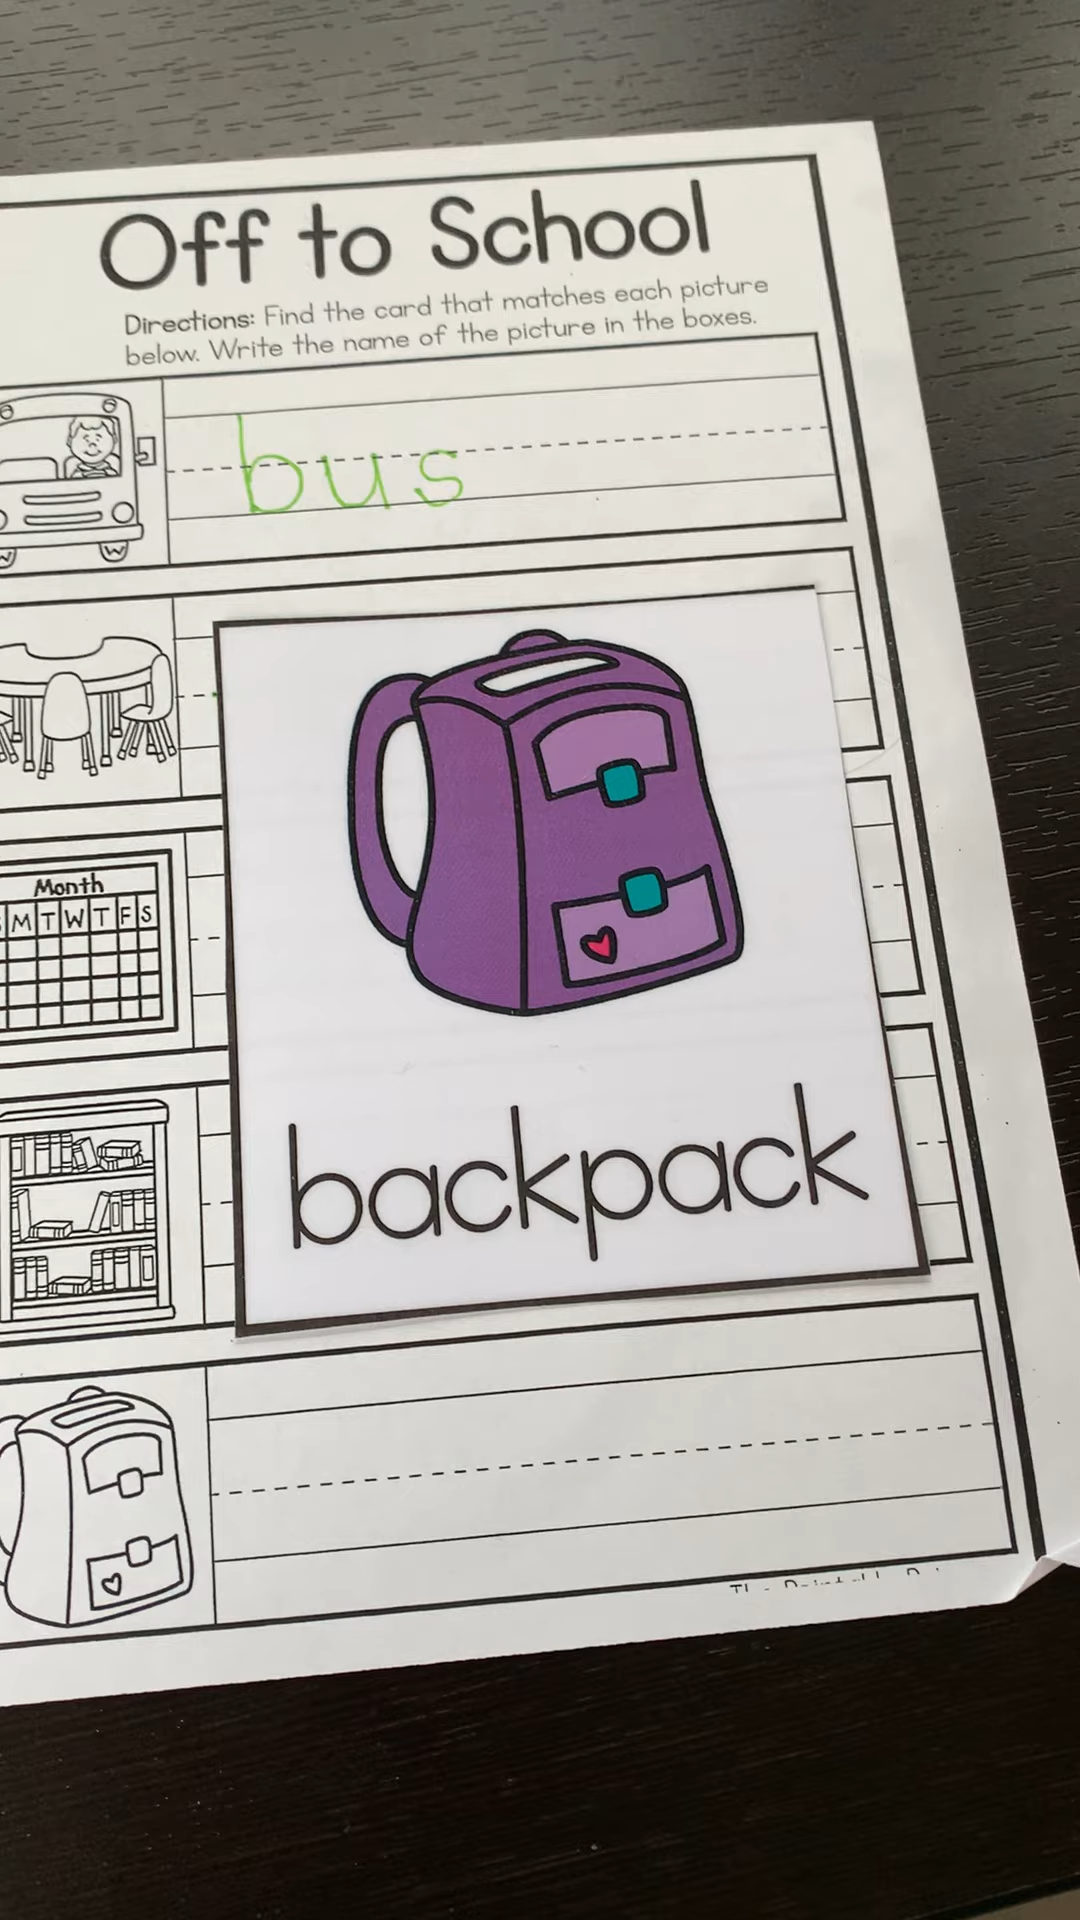 Off to School
Directions: Find the card that matches each picture
below. Write the name of the picture in the boxes.
bus
Month
M T W T F S
backpack